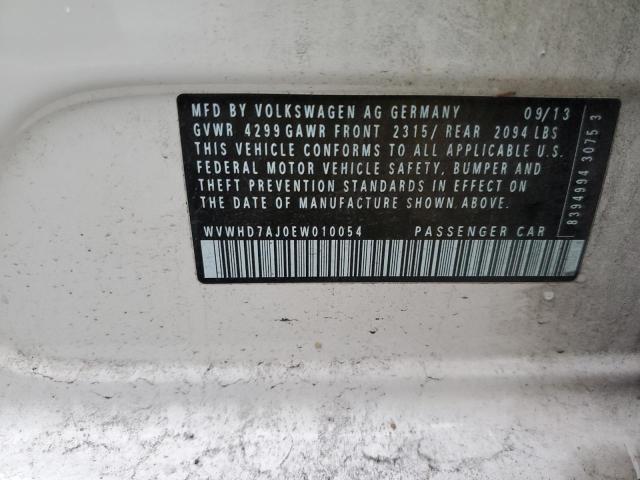 MFD BY VOLKSWAGEN AG GERMANY 09/13
GVWR 4299 GAWR FRONT 2315/ REAR 2094 LBS
THIS VEHICLE CONFORMS TO ALL APPLICABLE U.S.
FEDERAL MOTOR VEHICLE SAFETY, BUMPER AND
THEFT PREVENTION STANDARDS IN EFFECT ON
THE DATE OF MANUFACTURE SHOWN ABOVE.
WVWHD7AJ0EW010054 PASSENGER CAR
8394994 3075 3